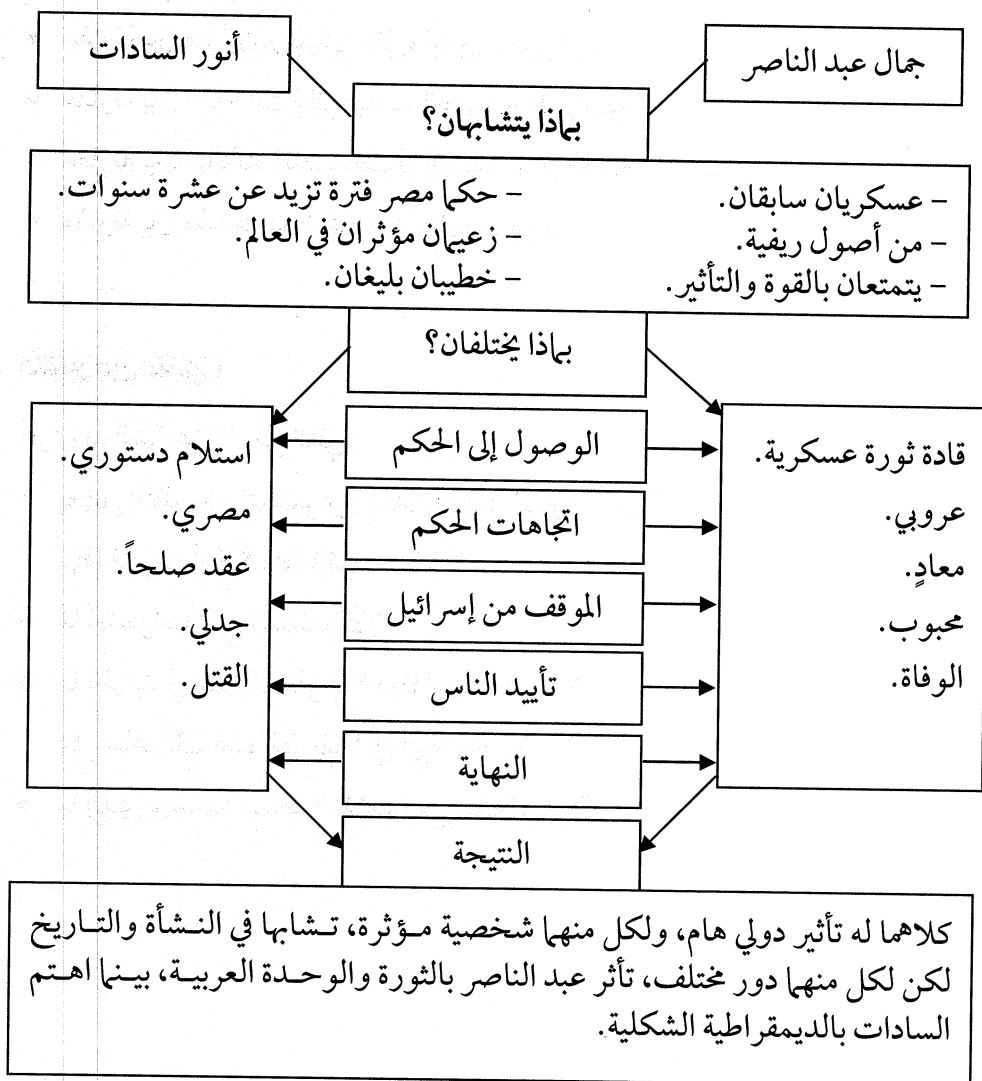 جمال عبد الناصر
أنور السادات
بماذا يتشابهان؟
– عسكريان سابقان.
– من أصول ريفية.
– يتمتعان بالقوة والتأثير.
– حكما مصر فترة تزيد عن عشرة سنوات.
– زعيمان مؤثران في العالم.
– خطيبان بليغان.
بماذا يختلفان؟
قادة ثورة عسكرية.
عروبي.
معادٍ.
محبوب.
الوفاة.
الوصول إلى الحكم
اتجاهات الحكم
الموقف من إسرائيل
تأييد الناس
النهاية
استلام دستوري.
مصري.
عقد صلحاً.
جدلي.
القتل.
النتيجة
كلاهما له تأثير دولي هام، ولكل منهما شخصية مؤثرة، تشابها في النشأة والتاريخ
لكن لكل منهما دور مختلف، تأثر عبد الناصر بالثورة والوحدة العربية، بينما اهتم
السادات بالديمقراطية الشكلية.